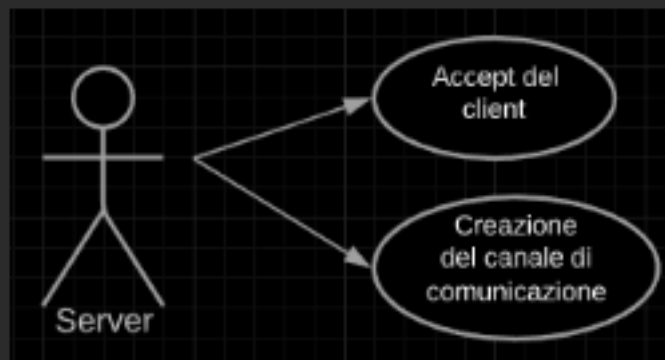 Accept del
client
Creazione
del canale di
comunicazione
Server